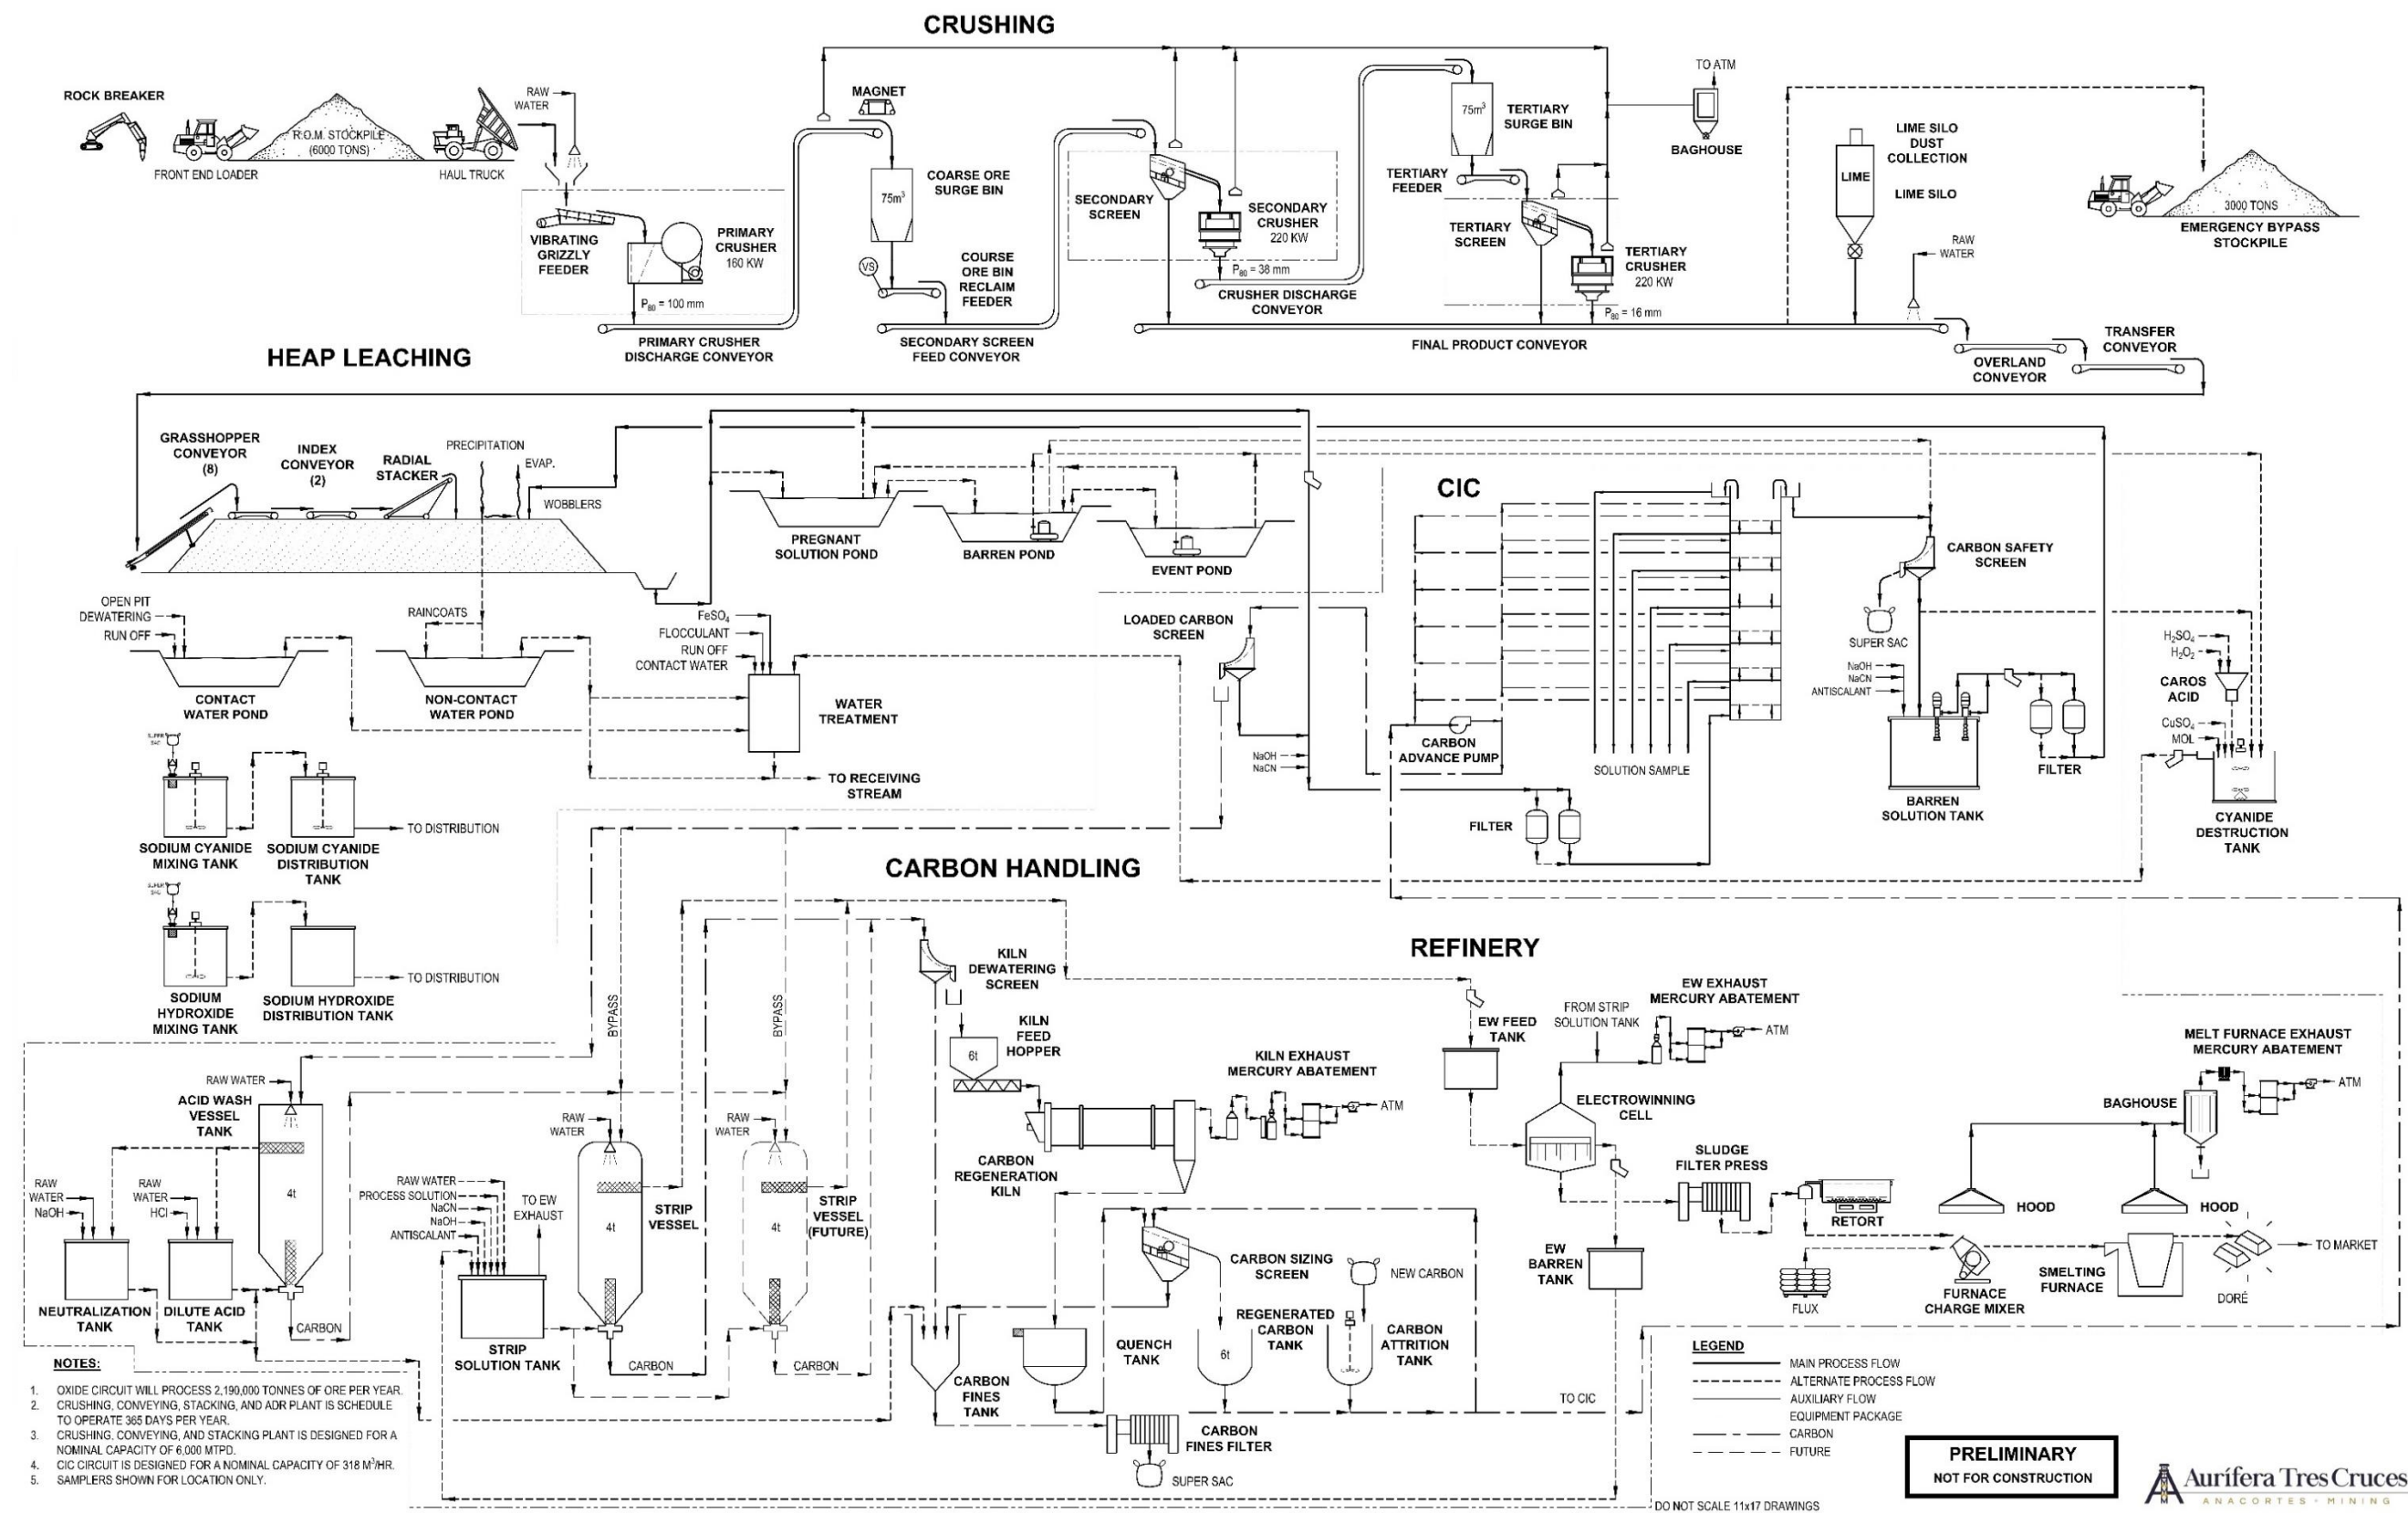 CRUSHING
ROCK BREAKER
R.O.M. STOCKPILE
(6000 TONS)
FRONT END LOADER
HAUL TRUCK
RAW
WATER
VIBRATING
GRIZZLY
FEEDER
PRIMARY
CRUSHER
160 KW
P80 = 100 mm
PRIMARY CRUSHER
DISCHARGE CONVEYOR
MAGNET
75m³
COARSE ORE
SURGE BIN
VS
COURSE
ORE BIN
RECLAIM
FEEDER
SECONDARY SCREEN
FEED CONVEYOR
SECONDARY
SCREEN
SECONDARY
CRUSHER
220 KW
P80 = 38 mm
CRUSHER DISCHARGE
CONVEYOR
75m³
TERTIARY
SURGE BIN
TERTIARY
FEEDER
TERTIARY
SCREEN
TERTIARY
CRUSHER
220 KW
P80 = 16 mm
FINAL PRODUCT CONVEYOR
TO ATM
BAGHOUSE
LIME
LIME SILO
DUST
COLLECTION
LIME SILO
RAW
WATER
3000 TONS
EMERGENCY BYPASS
STOCKPILE
OVERLAND
CONVEYOR
TRANSFER
CONVEYOR
HEAP LEACHING
GRASSHOPPER
CONVEYOR
(8)
INDEX
CONVEYOR
(2)
RADIAL
STACKER
PRECIPITATION
EVAP.
WOBBLERS
PREGNANT
SOLUTION POND
BARREN POND
EVENT POND
OPEN PIT
DEWATERING
RUN OFF
CONTACT
WATER POND
RAINCOATS
NON-CONTACT
WATER POND
FeSO₄
FLOCCULANT
RUN OFF
CONTACT WATER
WATER
TREATMENT
TO RECEIVING
STREAM
SUPER
SAC
SODIUM CYANIDE
MIXING TANK
SODIUM CYANIDE
DISTRIBUTION
TANK
TO DISTRIBUTION
SUPER
SAC
SODIUM
HYDROXIDE
MIXING TANK
SODIUM HYDROXIDE
DISTRIBUTION TANK
TO DISTRIBUTION
CIC
LOADED CARBON
SCREEN
NaOH
NaCN
CARBON
ADVANCE PUMP
SOLUTION SAMPLE
FILTER
CARBON SAFETY
SCREEN
SUPER SAC
NaOH
NaCN
ANTISCALANT
BARREN
SOLUTION TANK
FILTER
H₂SO₄
H₂O₂
CAROS
ACID
CuSO₄
MOL
CYANIDE
DESTRUCTION
TANK
CARBON HANDLING
BYPASS
BYPASS
RAW WATER
ACID WASH
VESSEL
TANK
4t
RAW
WATER
NaOH
RAW
WATER
HCl
NEUTRALIZATION
TANK
DILUTE ACID
TANK
CARBON
RAW WATER
PROCESS SOLUTION
NaCN
NaOH
ANTISCALANT
TO EW
EXHAUST
STRIP
SOLUTION TANK
RAW
WATER
4t
STRIP
VESSEL
CARBON
RAW
WATER
4t
STRIP
VESSEL
(FUTURE)
CARBON
KILN
DEWATERING
SCREEN
6t
KILN
FEED
HOPPER
CARBON
REGENERATION
KILN
KILN EXHAUST
MERCURY ABATEMENT
ATM
CARBON SIZING
SCREEN
NEW CARBON
QUENCH
TANK
6t
REGENERATED
CARBON
TANK
CARBON
ATTRITION
TANK
CARBON
FINES
TANK
CARBON
FINES FILTER
SUPER SAC
TO CIC
REFINERY
EW FEED
TANK
FROM STRIP
SOLUTION TANK
EW EXHAUST
MERCURY ABATEMENT
ATM
ELECTROWINNING
CELL
EW
BARREN
TANK
SLUDGE
FILTER PRESS
RETORT
FLUX
FURNACE
CHARGE MIXER
HOOD
HOOD
BAGHOUSE
MELT FURNACE EXHAUST
MERCURY ABATEMENT
ATM
SMELTING
FURNACE
TO MARKET
DORÉ
NOTES:
1. OXIDE CIRCUIT WILL PROCESS 2,190,000 TONNES OF ORE PER YEAR.
2. CRUSHING, CONVEYING, STACKING, AND ADR PLANT IS SCHEDULE
TO OPERATE 365 DAYS PER YEAR.
3. CRUSHING, CONVEYING, AND STACKING PLANT IS DESIGNED FOR A
NOMINAL CAPACITY OF 6,000 MTPD.
4. CIC CIRCUIT IS DESIGNED FOR A NOMINAL CAPACITY OF 318 M³/HR.
5. SAMPLERS SHOWN FOR LOCATION ONLY.
LEGEND
MAIN PROCESS FLOW
ALTERNATE PROCESS FLOW
AUXILIARY FLOW
EQUIPMENT PACKAGE
CARBON
FUTURE
DO NOT SCALE 11x17 DRAWINGS
PRELIMINARY
NOT FOR CONSTRUCTION
Aurífera Tres Cruces
ANACORTES · MINING